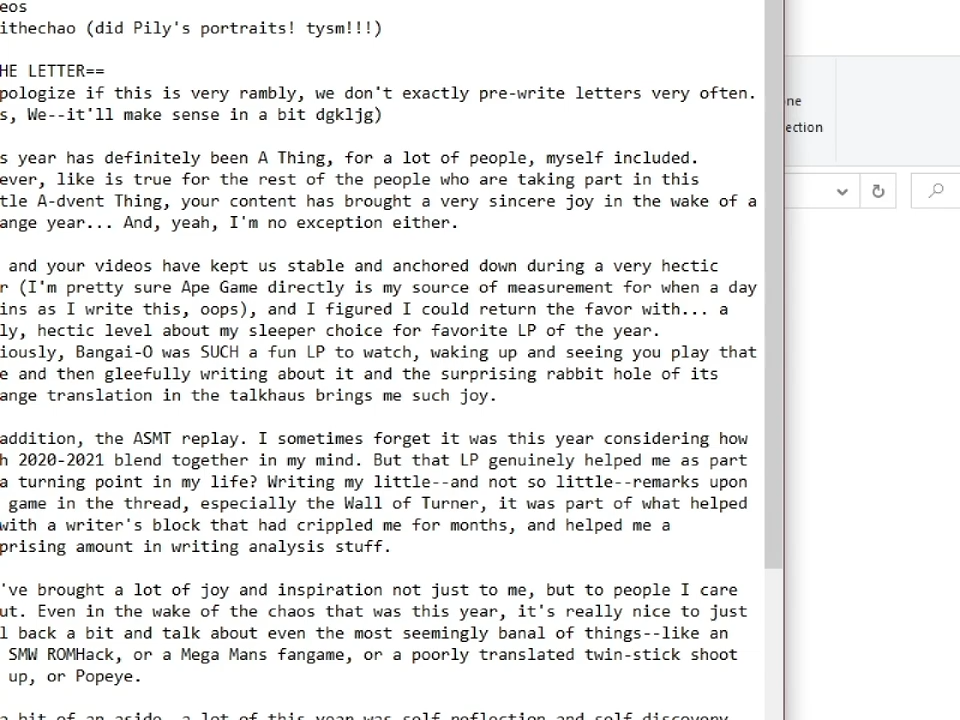 eos
ithechao (did Pily's portraits! tysm!!!)
HE LETTER==
pologize if this is very rambly, we don't exactly pre-write letters very often.
s, We--it'll make sense in a bit dgkljg)
s year has definitely been A Thing, for a lot of people, myself included.
ever, like is true for the rest of the people who are taking part in this
tle A-dvent Thing, your content has brought a very sincere joy in the wake of a
ange year... And, yeah, I'm no exception either.
and your videos have kept us stable and anchored down during a very hectic
r (I'm pretty sure Ape Game directly is my source of measurement for when a day
ins as I write this, oops), and I figured I could return the favor with... a
ly, hectic level about my sleeper choice for favorite LP of the year.
iously, Bangai-O was SUCH a fun LP to watch, waking up and seeing you play that
e and then gleefully writing about it and the surprising rabbit hole of its
ange translation in the talkhaus brings me such joy.
addition, the ASMT replay. I sometimes forget it was this year considering how
h 2020-2021 blend together in my mind. But that LP genuinely helped me as part
a turning point in my life? Writing my little--and not so little--remarks upon
game in the thread, especially the Wall of Turner, it was part of what helped
with a writer's block that had crippled me for months, and helped me a
prising amount in writing analysis stuff.
've brought a lot of joy and inspiration not just to me, but to people I care
ut. Even in the wake of the chaos that was this year, it's really nice to just
l back a bit and talk about even the most seemingly banal of things--like an
SMW ROMHack, or a Mega Mans fangame, or a poorly translated twin-stick shoot
up, or Popeye.
a bit of an aside, a lot of this year was self reflection and self discovery
ne
ection